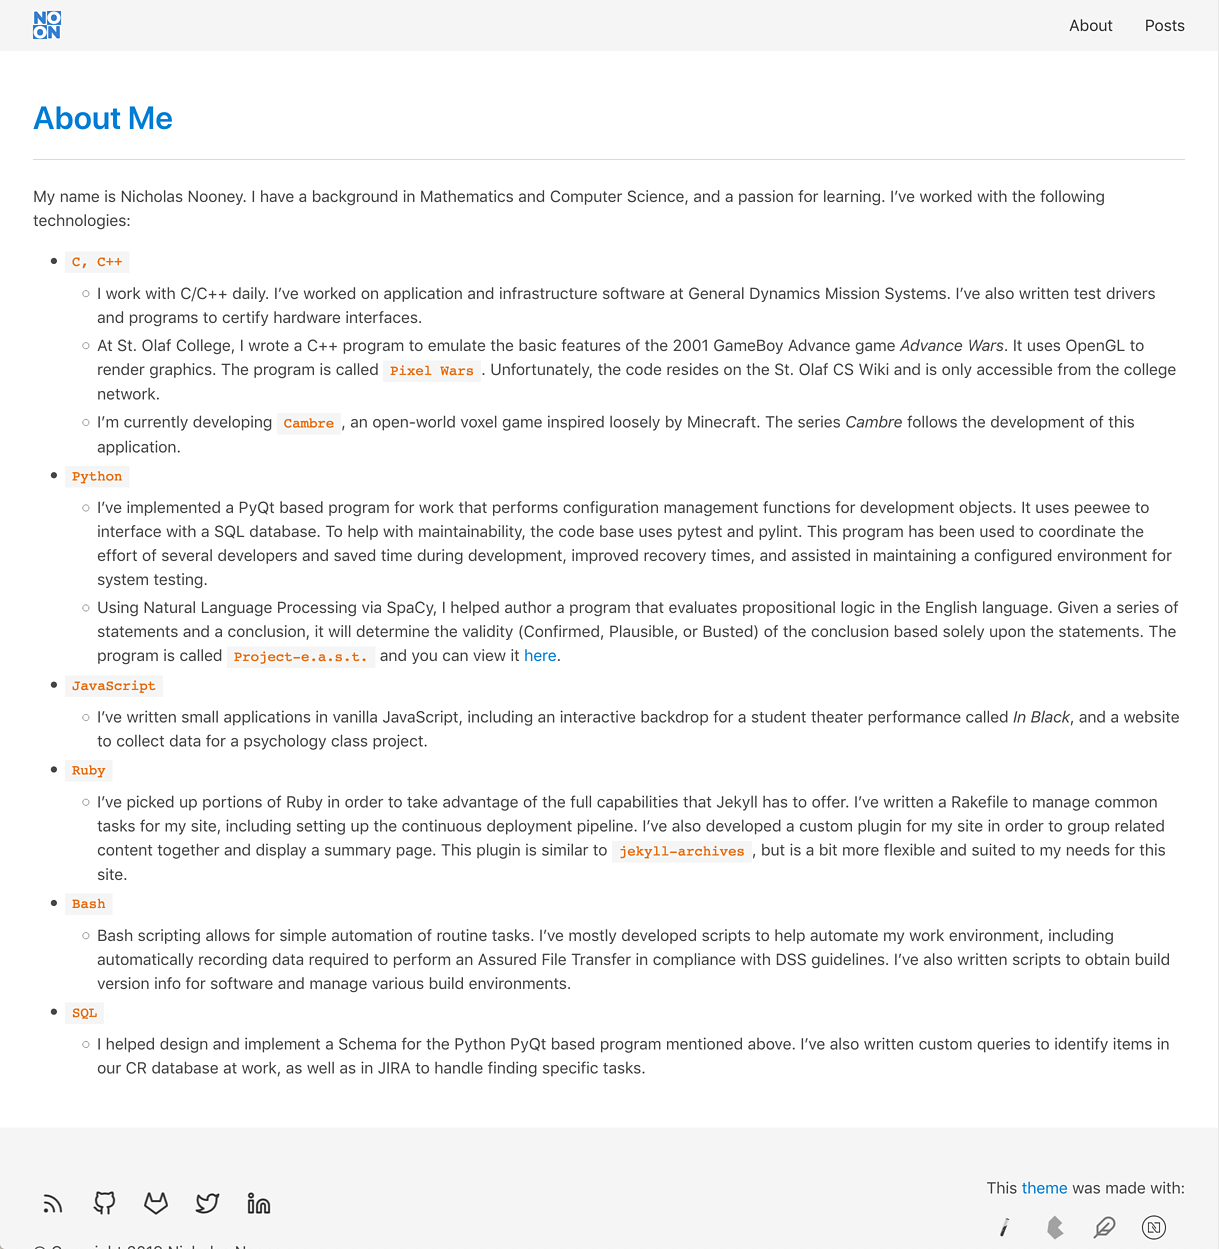 NO
ON
About
Posts
About Me
My name is Nicholas Nooney. I have a background in Mathematics and Computer Science, and a passion for learning. I’ve worked with the following
technologies:
C, C++
I work with C/C++ daily. I’ve worked on application and infrastructure software at General Dynamics Mission Systems. I’ve also written test drivers
and programs to certify hardware interfaces.
At St. Olaf College, I wrote a C++ program to emulate the basic features of the 2001 GameBoy Advance game Advance Wars. It uses OpenGL to
render graphics. The program is called Pixel Wars. Unfortunately, the code resides on the St. Olaf CS Wiki and is only accessible from the college
network.
I’m currently developing Cambre, an open-world voxel game inspired loosely by Minecraft. The series Cambre follows the development of this
application.
Python
I’ve implemented a PyQt based program for work that performs configuration management functions for development objects. It uses peewee to
interface with a SQL database. To help with maintainability, the code base uses pytest and pylint. This program has been used to coordinate the
effort of several developers and saved time during development, improved recovery times, and assisted in maintaining a configured environment for
system testing.
Using Natural Language Processing via SpaCy, I helped author a program that evaluates propositional logic in the English language. Given a series of
statements and a conclusion, it will determine the validity (Confirmed, Plausible, or Busted) of the conclusion based solely upon the statements. The
program is called Project-e.a.s.t. and you can view it here.
JavaScript
I’ve written small applications in vanilla JavaScript, including an interactive backdrop for a student theater performance called In Black, and a website
to collect data for a psychology class project.
Ruby
I’ve picked up portions of Ruby in order to take advantage of the full capabilities that Jekyll has to offer. I’ve written a Rakefile to manage common
tasks for my site, including setting up the continuous deployment pipeline. I’ve also developed a custom plugin for my site in order to group related
content together and display a summary page. This plugin is similar to jekyll-archives, but is a bit more flexible and suited to my needs for this
site.
Bash
Bash scripting allows for simple automation of routine tasks. I’ve mostly developed scripts to help automate my work environment, including
automatically recording data required to perform an Assured File Transfer in compliance with DSS guidelines. I’ve also written scripts to obtain build
version info for software and manage various build environments.
SQL
I helped design and implement a Schema for the Python PyQt based program mentioned above. I’ve also written custom queries to identify items in
our CR database at work, as well as in JIRA to handle finding specific tasks.
This theme was made with: